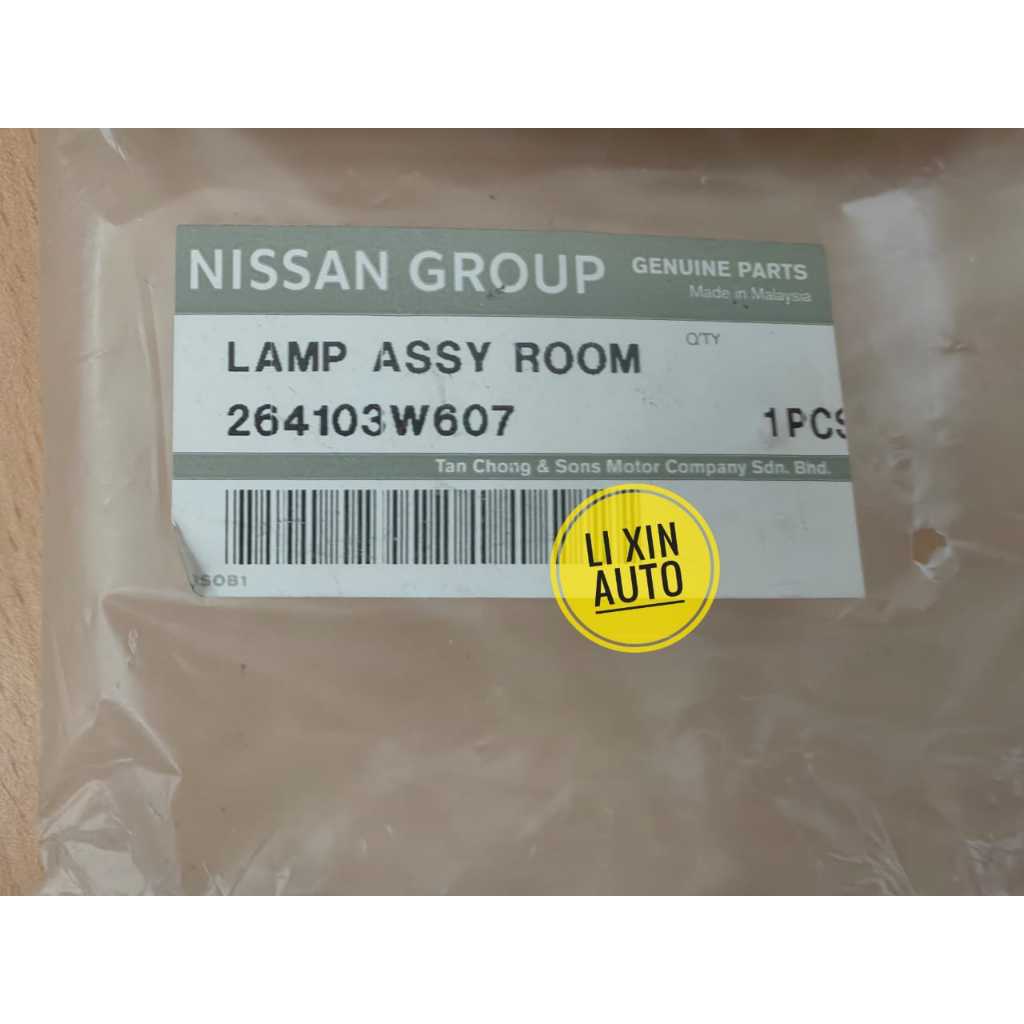 NISSAN GROUP GENUINE PARTS
Made in Malaysia
LAMP ASSY ROOM Q'TY
264103W607 1PCS
Tan Chong & Sons Motor Company Sdn. Bhd.
LI XIN
AUTO